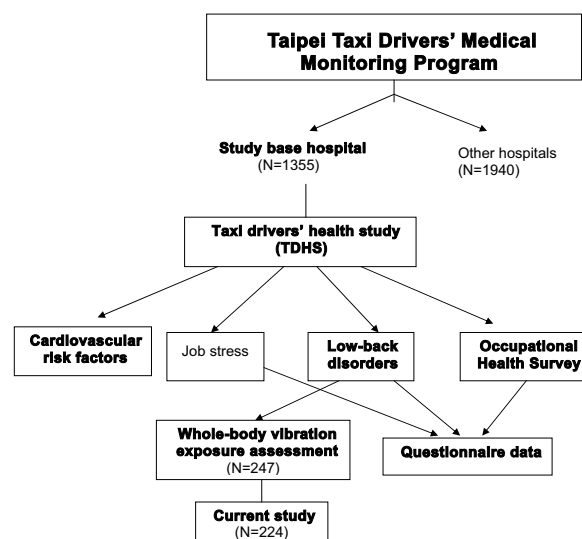 Taipei Taxi Drivers’ Medical
Monitoring Program
Study base hospital
(N=1355)
Other hospitals
(N=1940)
Taxi drivers’ health study
(TDHS)
Cardiovascular
risk factors
Job stress
Low-back
disorders
Occupational
Health Survey
Whole-body vibration
exposure assessment
(N=247)
Questionnaire data
Current study
(N=224)